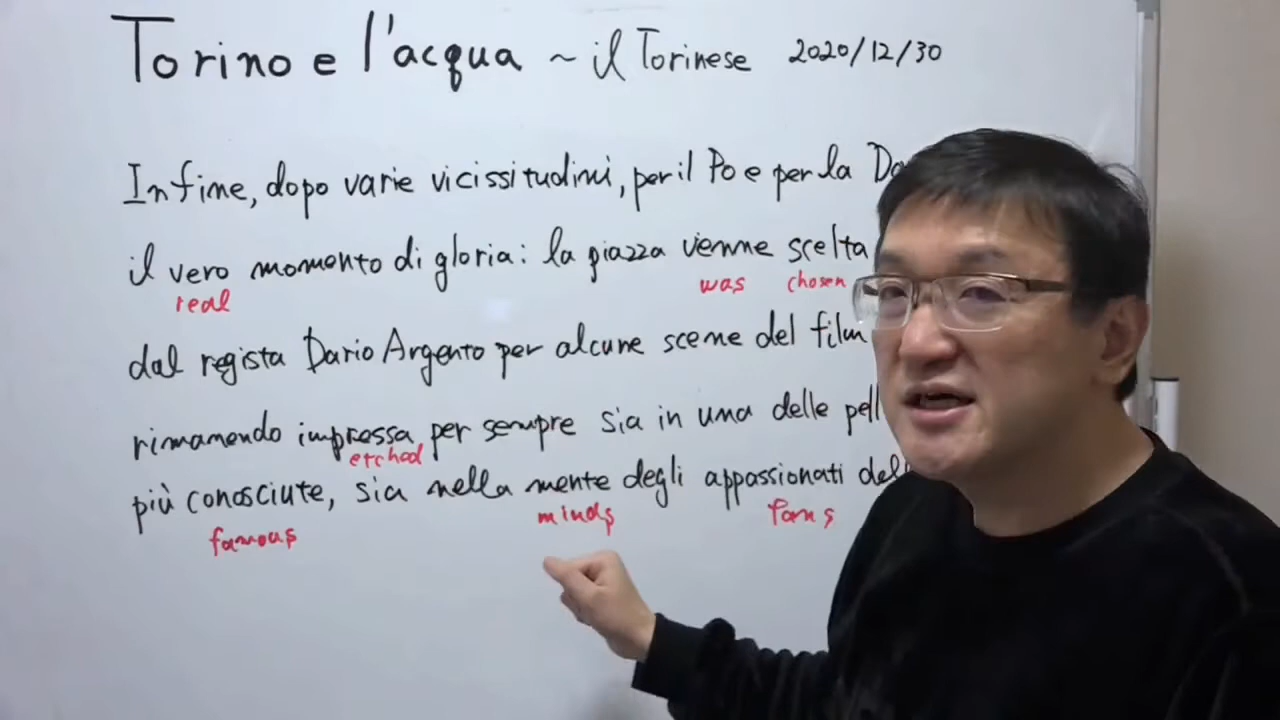 Torino e l'acqua ~ il Torinese 2020/12/30
Infine, dopo varie vicissitudini, per il Po e per la
il vero momento di gloria: la piazza venne scelta
real was chosen
dal regista Dario Argento per alcune scene del film
rimanendo impressa per sempre sia in una delle
etched
più conosciute, sia nella mente degli appassionati
famous minds fans